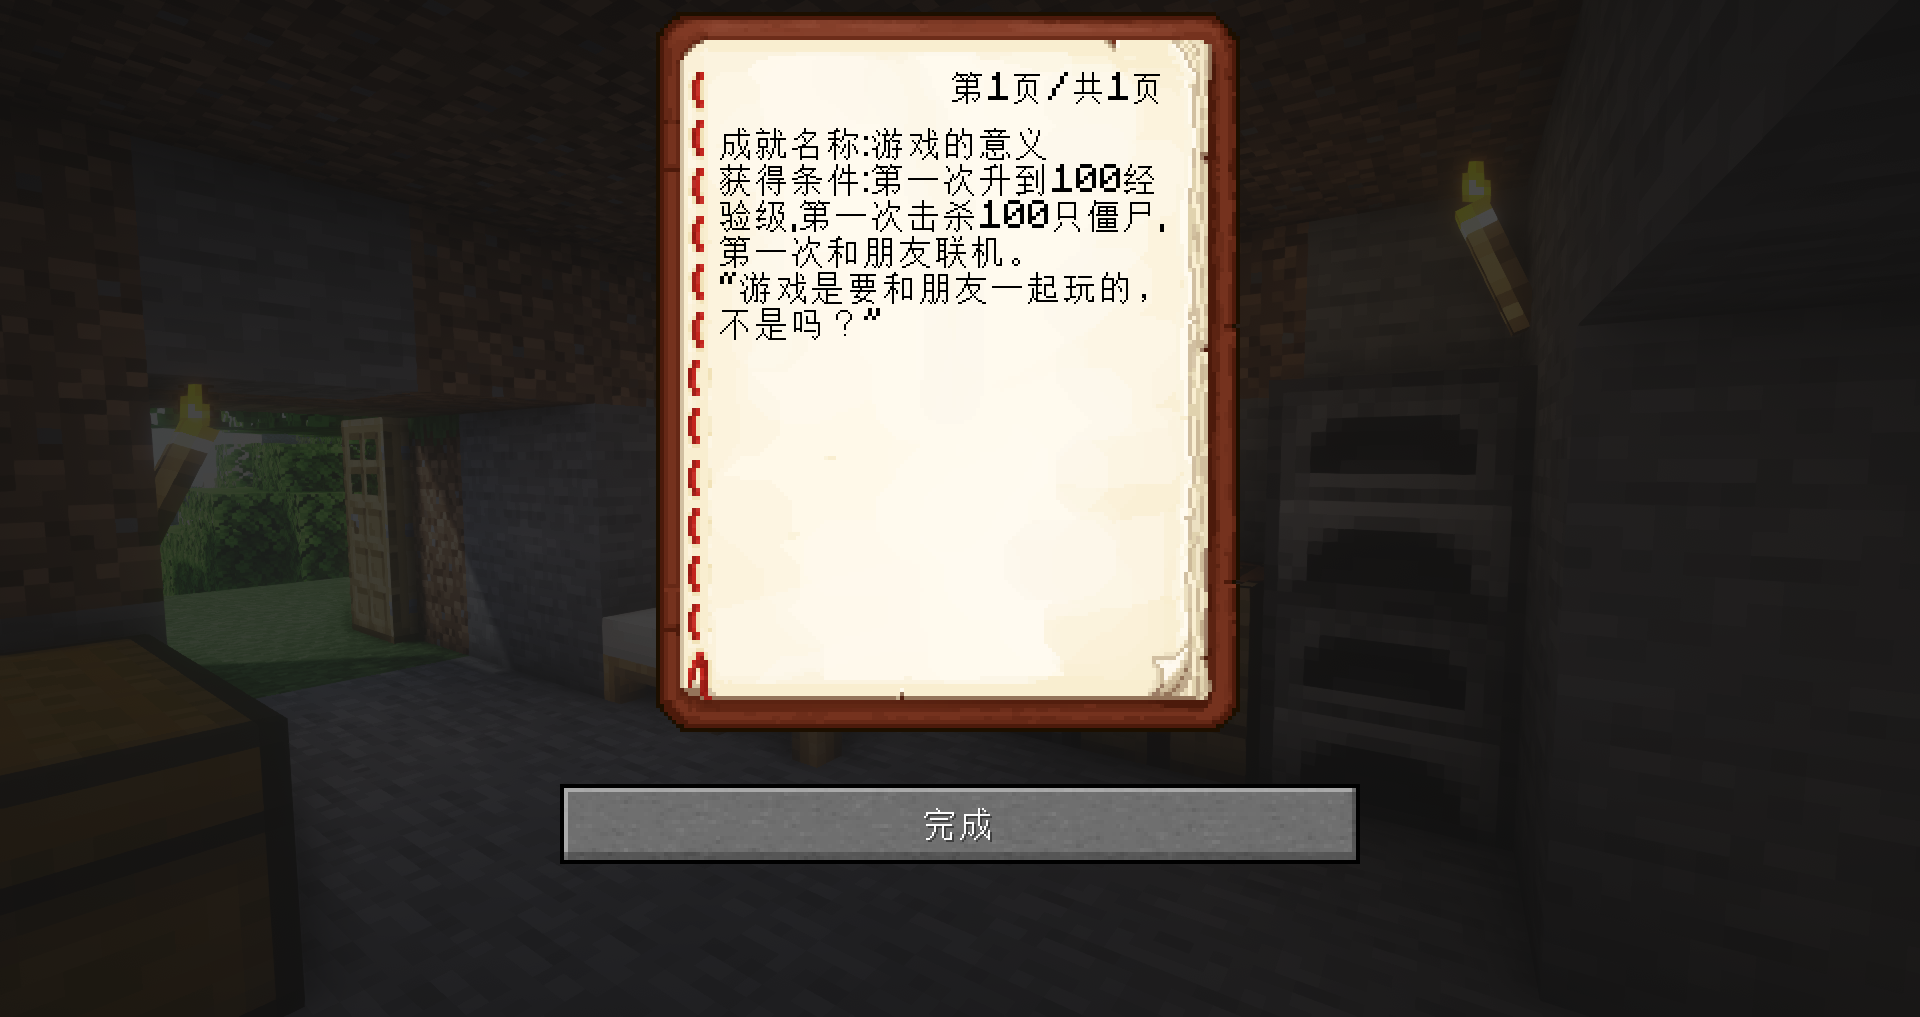 第1页/共1页
成就名称:游戏的意义
获得条件:第一次升到100经
验级,第一次击杀100只僵尸,
第一次和朋友联机。
"游戏是要和朋友一起玩的，
不是吗？"
完成